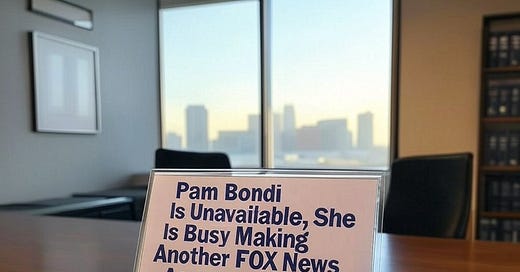 Pam Bondi
Is Unavailable, She
Is Busy Making
Another FOX News